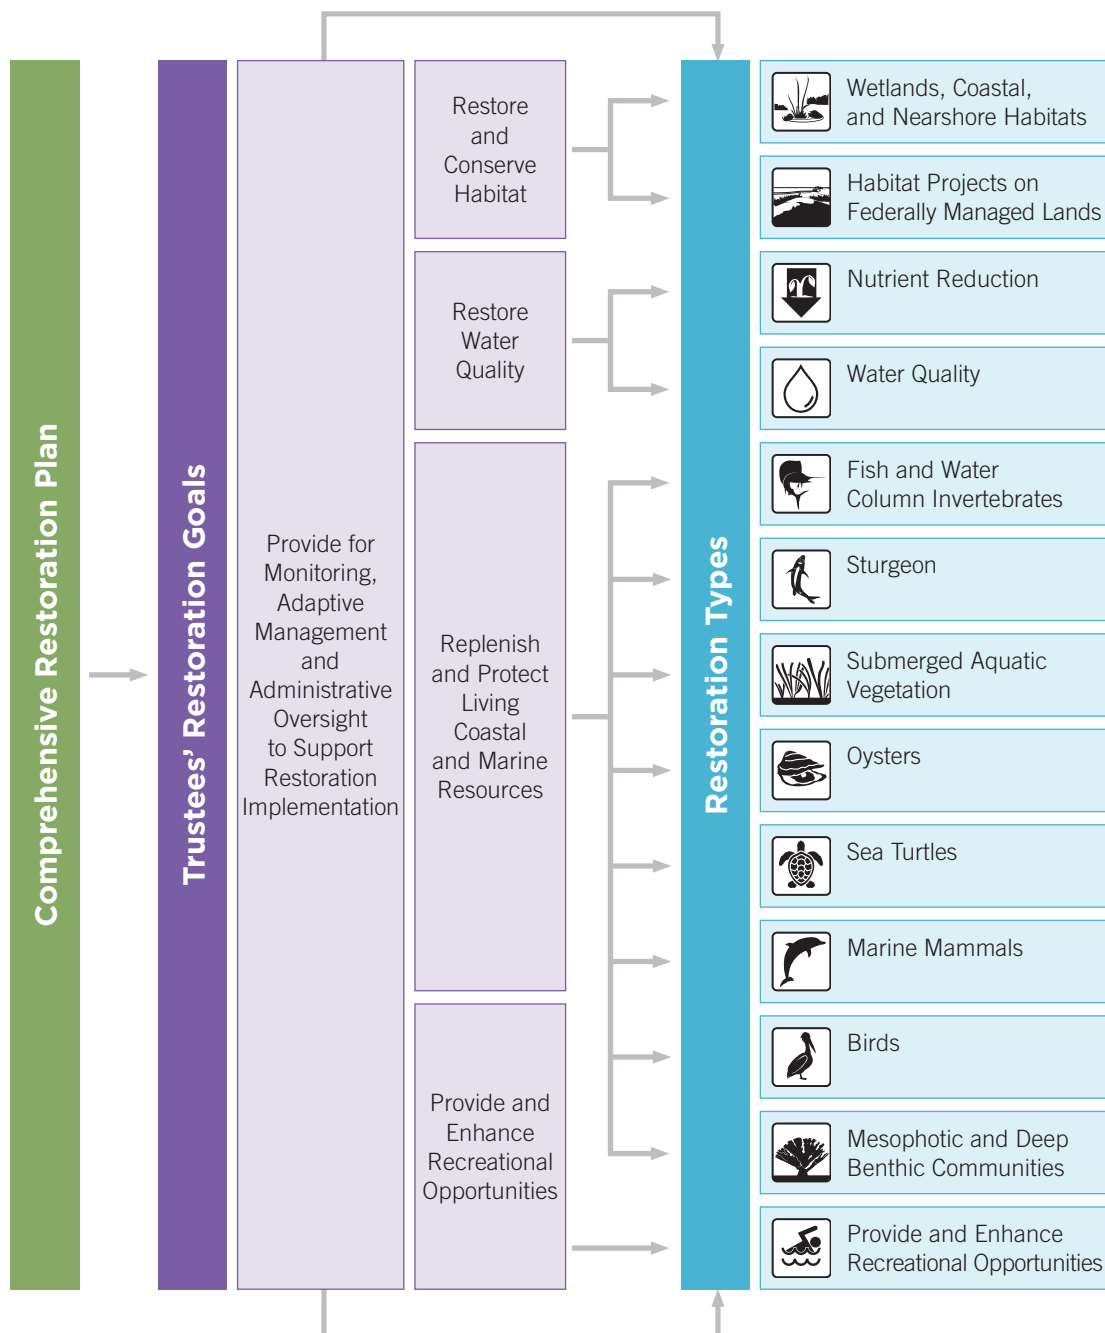 Comprehensive Restoration Plan
Trustees’ Restoration Goals
Provide for
Monitoring,
Adaptive
Management
and
Administrative
Oversight
to Support
Restoration
Implementation
Restore
and
Conserve
Habitat
Restore
Water
Quality
Replenish
and Protect
Living
Coastal
and Marine
Resources
Provide and
Enhance
Recreational
Opportunities
Restoration Types
Wetlands, Coastal,
and Nearshore Habitats
Habitat Projects on
Federally Managed Lands
Nutrient Reduction
Water Quality
Fish and Water
Column Invertebrates
Sturgeon
Submerged Aquatic
Vegetation
Oysters
Sea Turtles
Marine Mammals
Birds
Mesophotic and Deep
Benthic Communities
Provide and Enhance
Recreational Opportunities